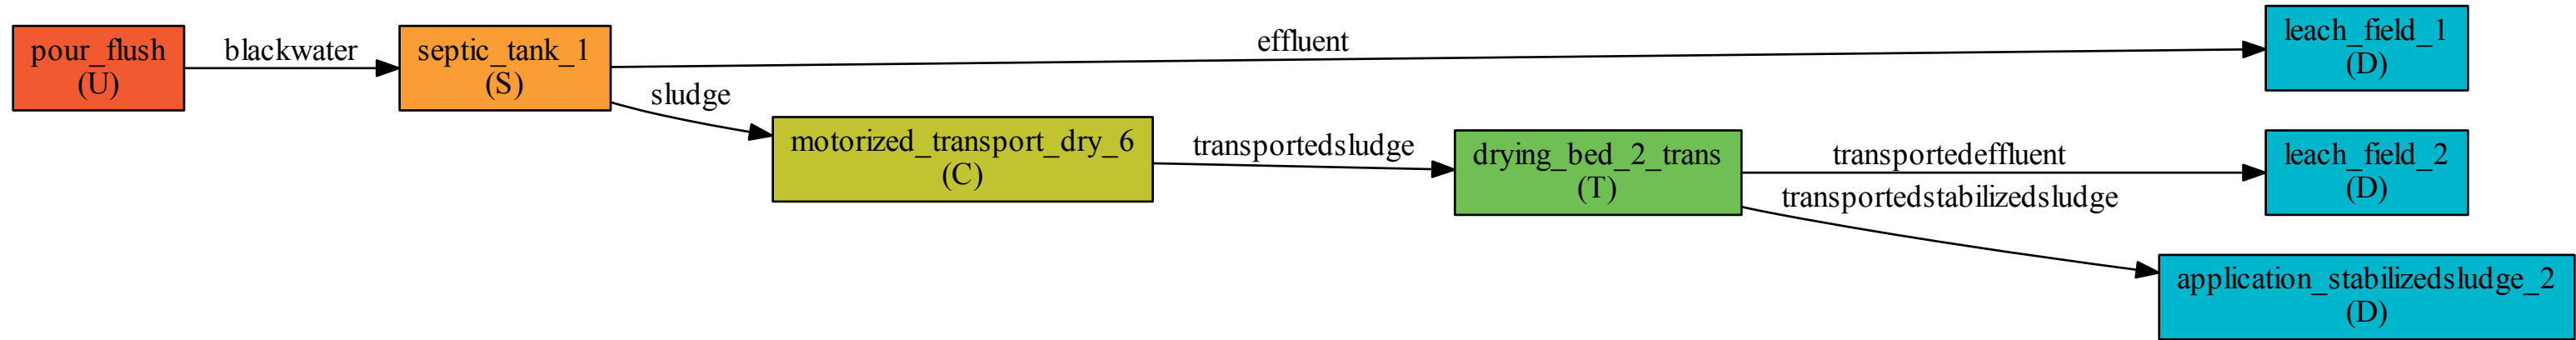 pour_flush
(U)
blackwater
septic_tank_1
(S)
effluent
leach_field_1
(D)
sludge
motorized_transport_dry_6
(C)
transportedsludge
drying_bed_2_trans
(T)
transportedeffluent
leach_field_2
(D)
transportedstabilizedsludge
application_stabilizedsludge_2
(D)